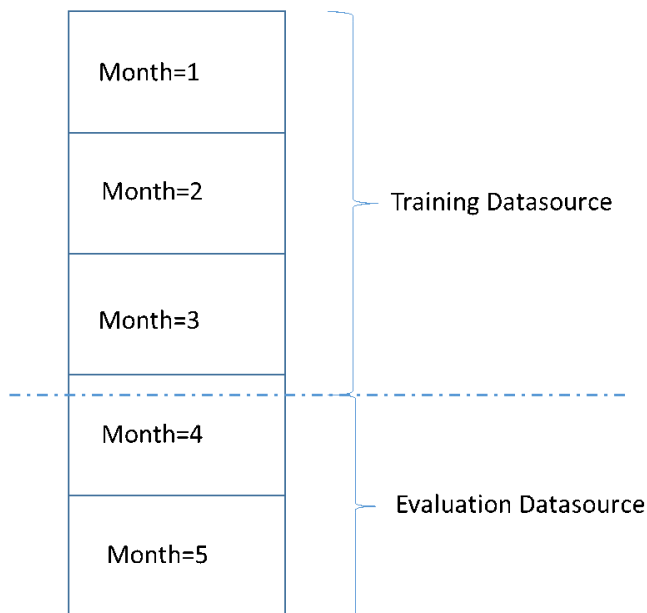 Month=1
Month=2
Training Datasource
Month=3
Month=4
Evaluation Datasource
Month=5